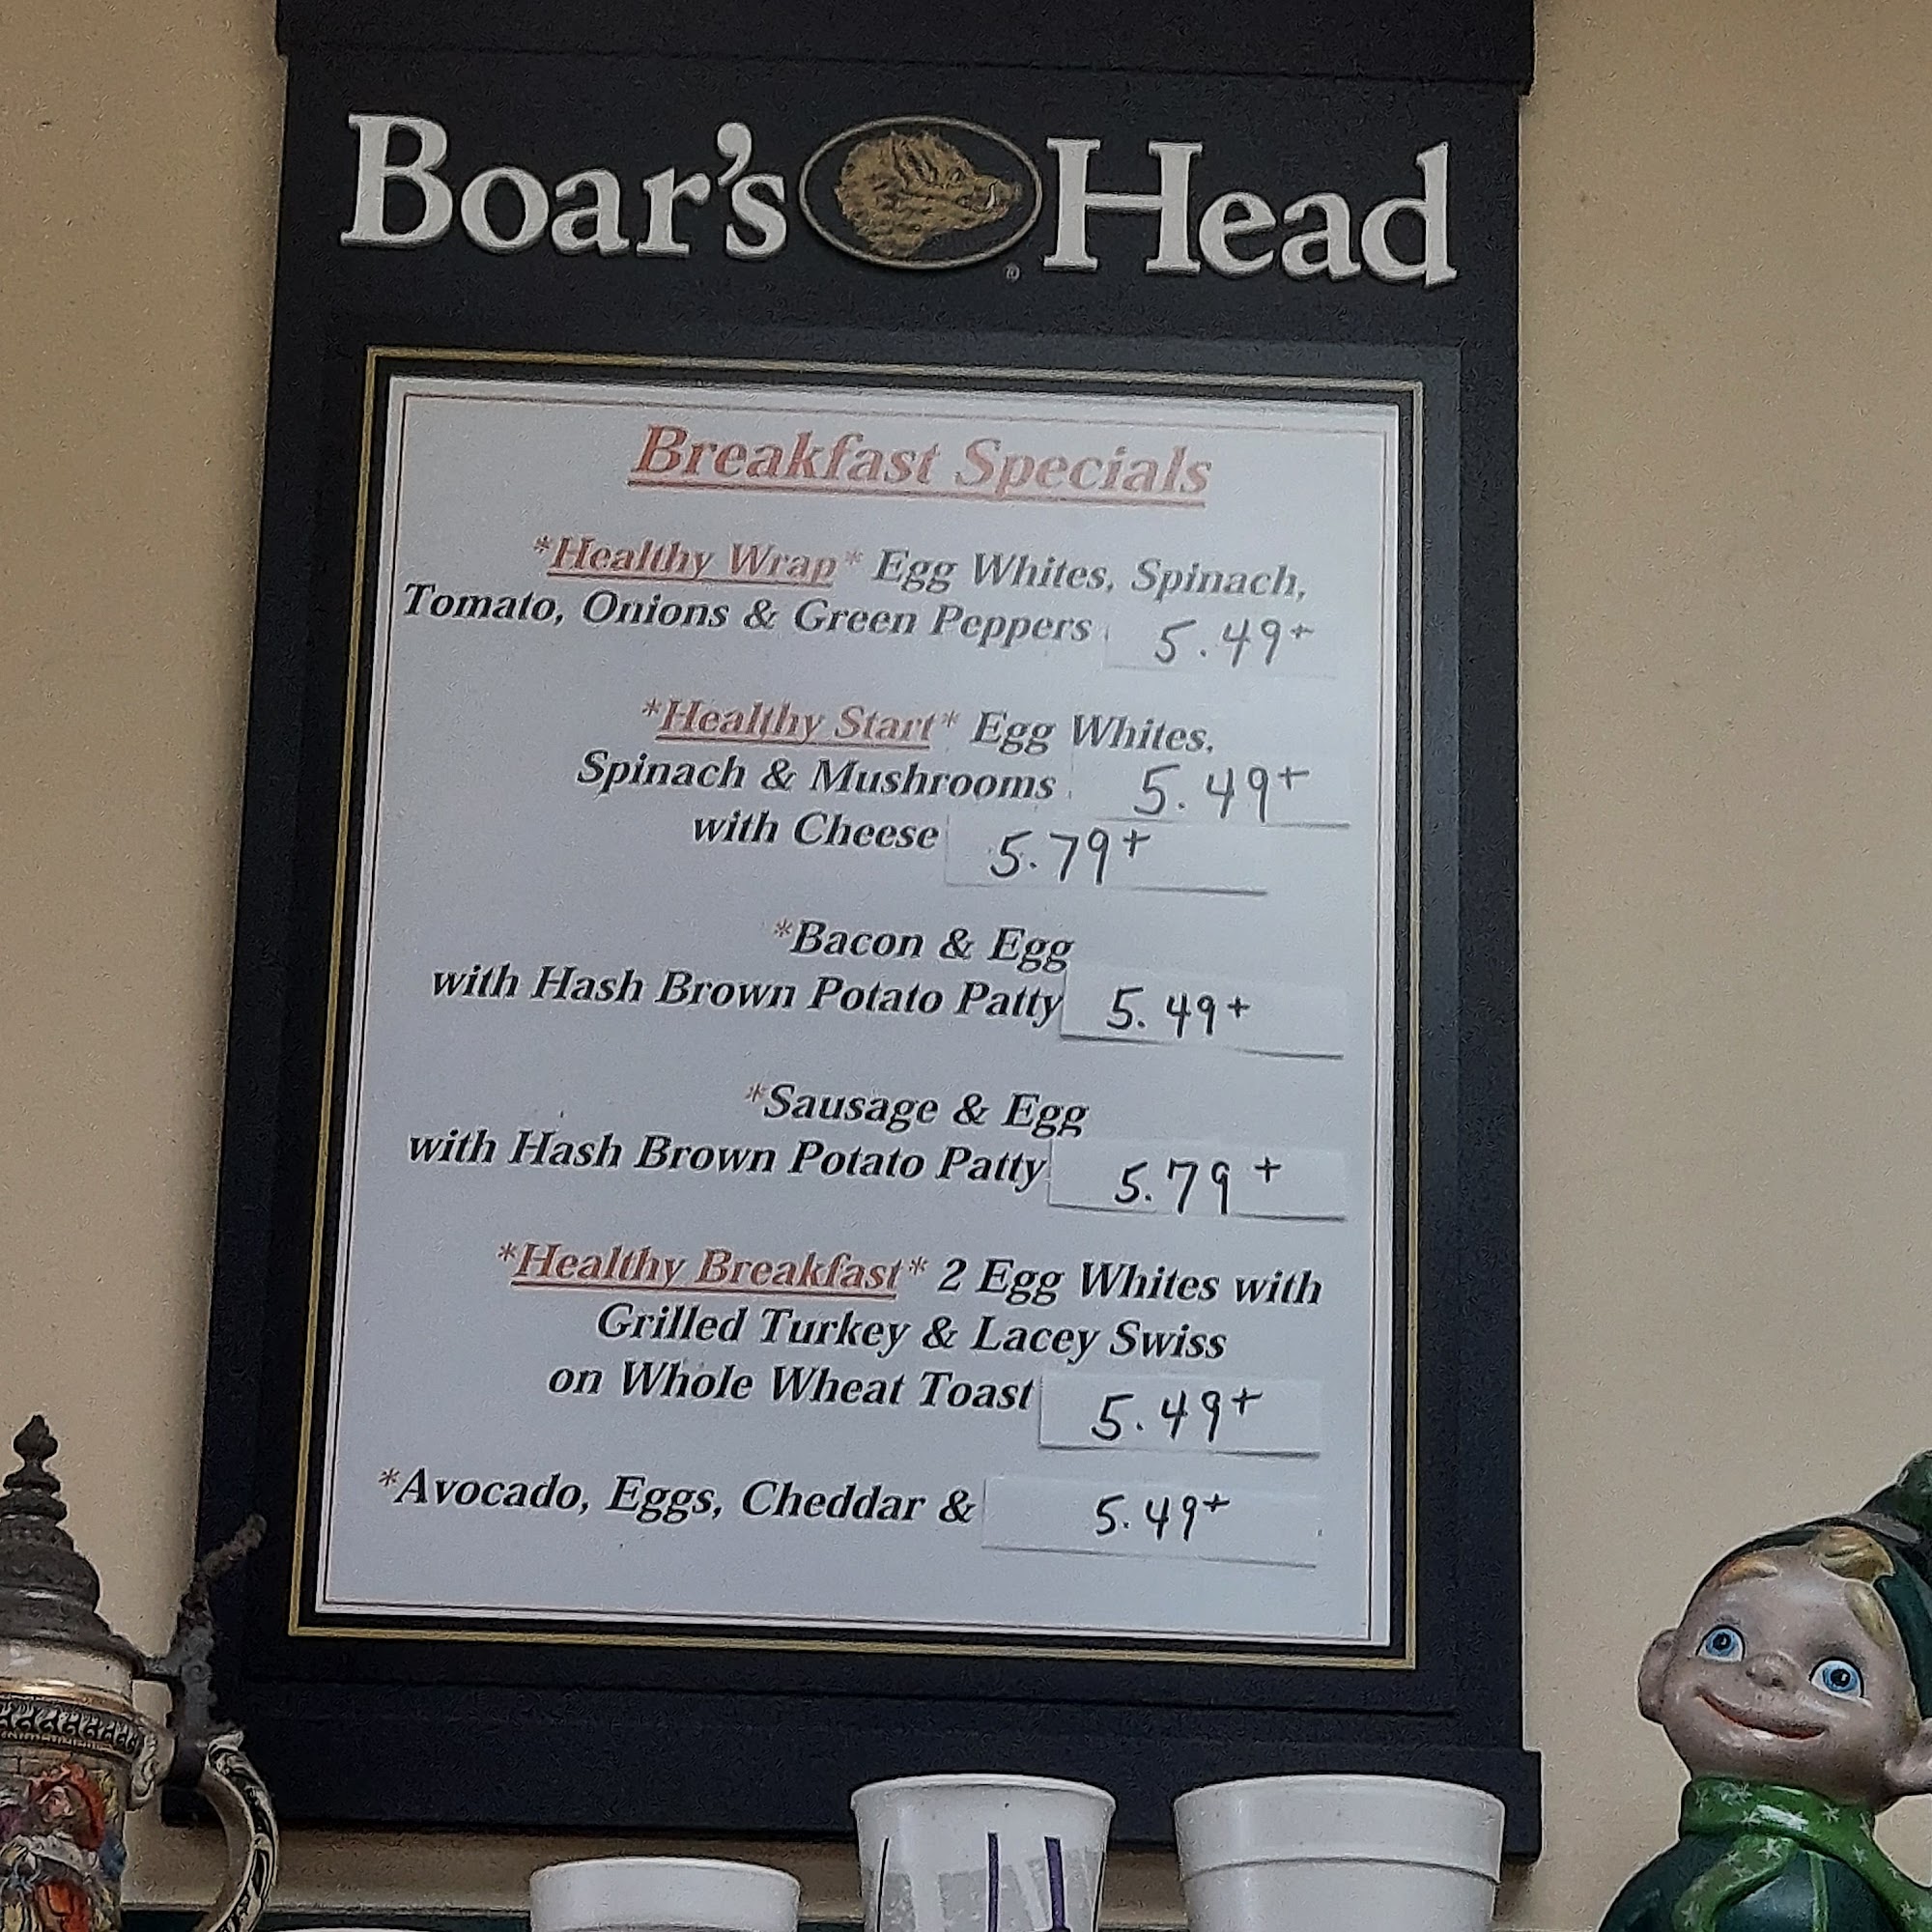 Boar's Head
®
Breakfast Specials
*Healthy Wrap* Egg Whites, Spinach,
Tomato, Onions & Green Peppers 5.49+
*Healthy Start* Egg Whites,
Spinach & Mushrooms 5.49+
with Cheese 5.79+
*Bacon & Egg
with Hash Brown Potato Patty 5.49+
*Sausage & Egg
with Hash Brown Potato Patty 5.79+
*Healthy Breakfast* 2 Egg Whites with
Grilled Turkey & Lacey Swiss
on Whole Wheat Toast 5.49+
*Avocado, Eggs, Cheddar & 5.49+